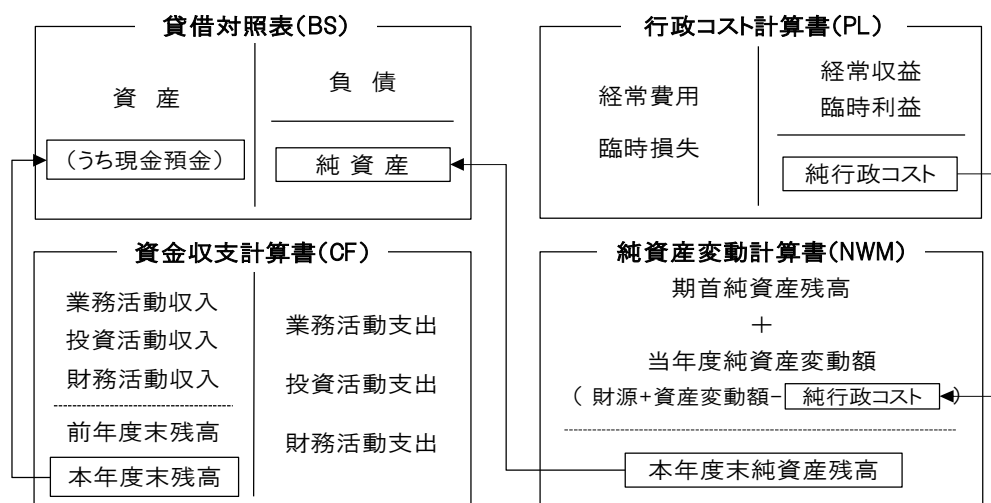 貸借対照表(BS)
資 産
(うち現金預金)
負 債
純 資 産
行政コスト計算書(PL)
経常費用
臨時損失
経常収益
臨時利益
純行政コスト
資金収支計算書(CF)
業務活動収入
投資活動収入
財務活動収入
前年度末残高
本年度末残高
業務活動支出
投資活動支出
財務活動支出
純資産変動計算書(NWM)
期首純資産残高
+
当年度純資産変動額
( 財源+資産変動額- 純行政コスト )
本年度末純資産残高